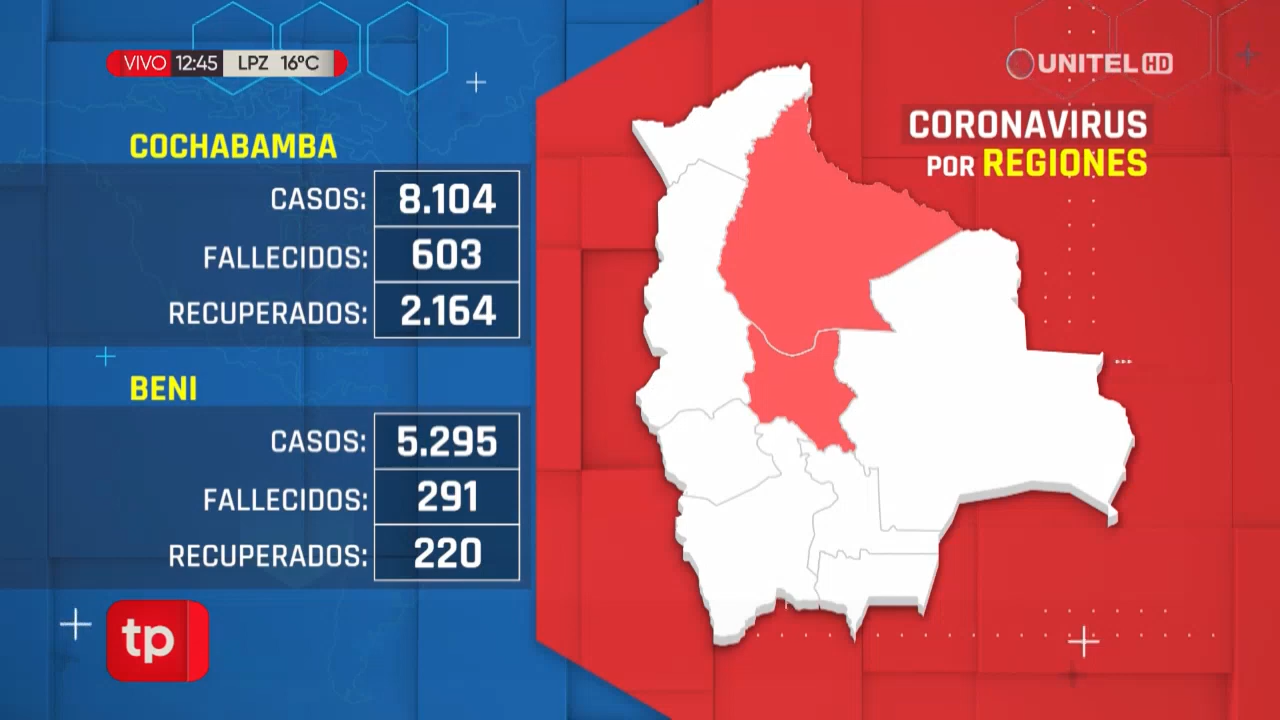 VIVO 12:45 LPZ 16°C
UNITEL HD
CORONAVIRUS
POR REGIONES
COCHABAMBA
CASOS: 8.104
FALLECIDOS: 603
RECUPERADOS: 2.164
BENI
CASOS: 5.295
FALLECIDOS: 291
RECUPERADOS: 220
tp